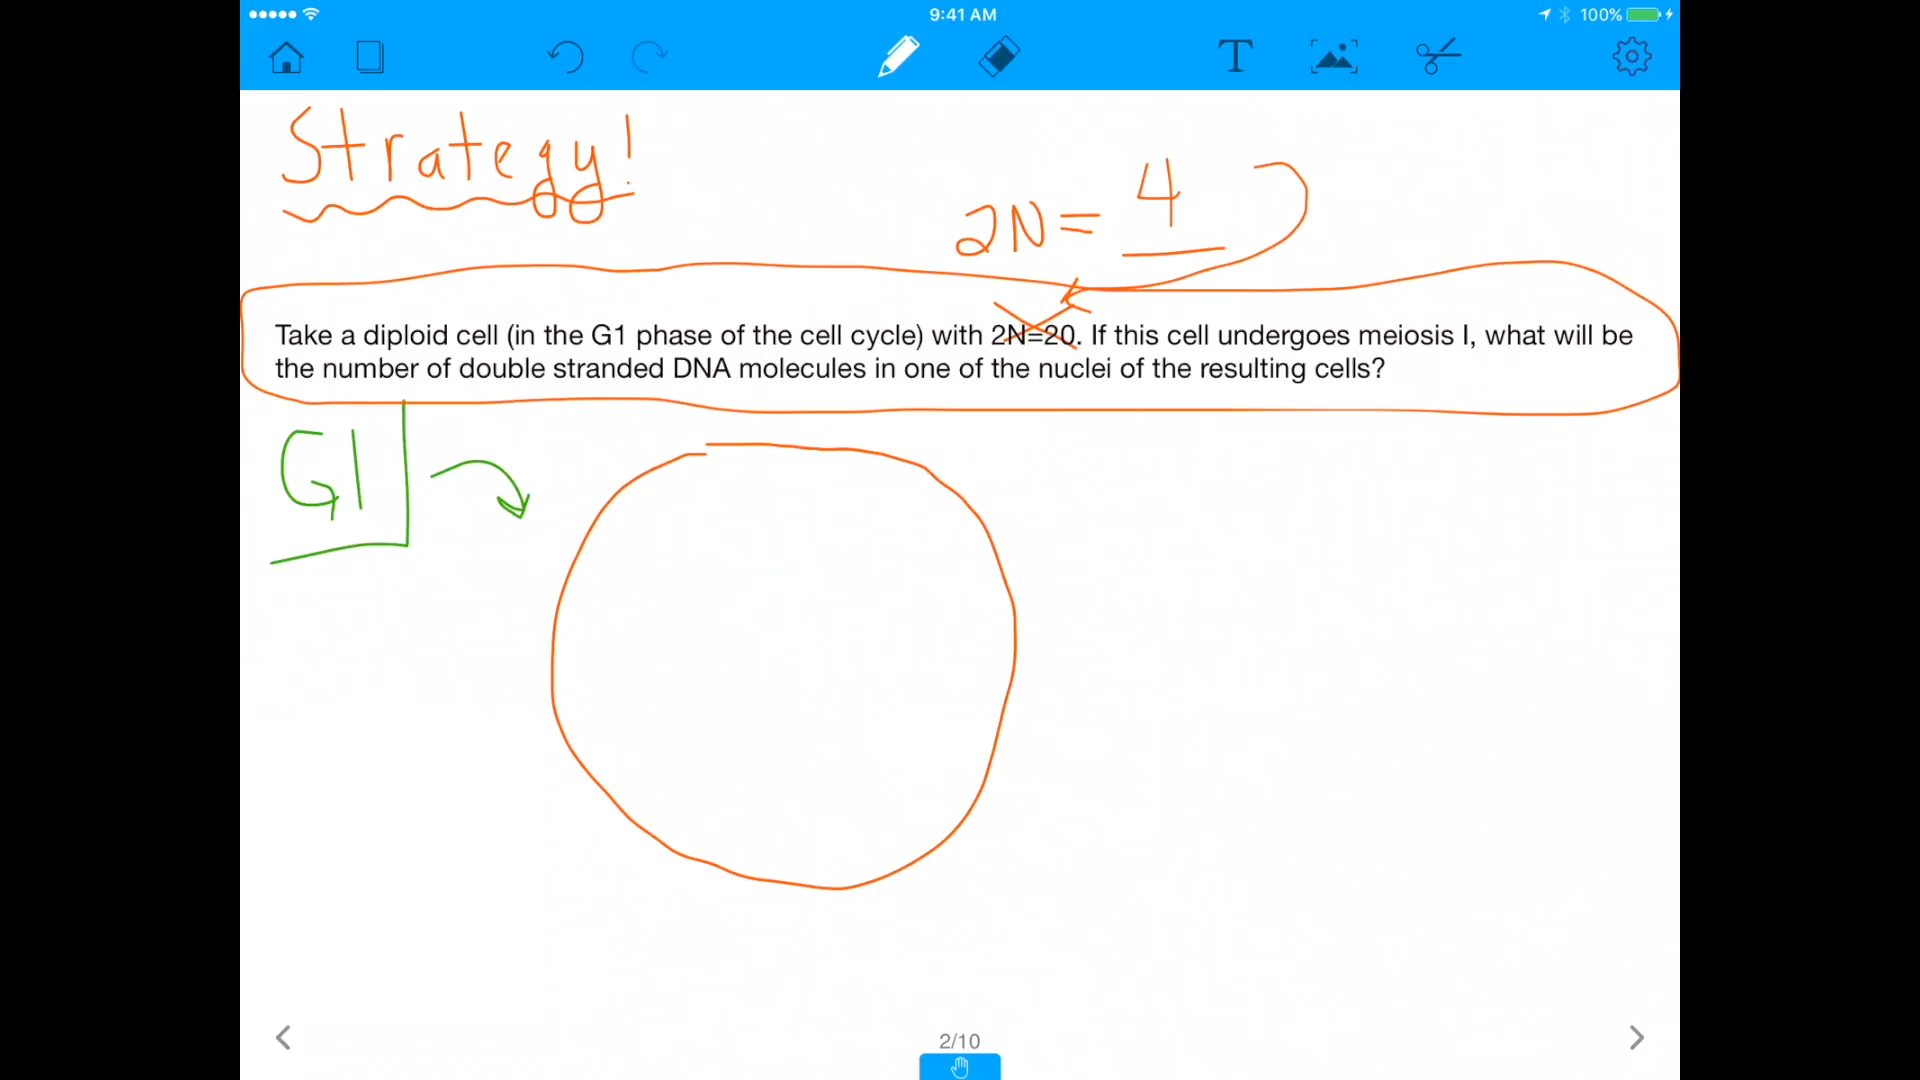 9:41 AM
100%
T
Strategy!
2N= 4
Take a diploid cell (in the G1 phase of the cell cycle) with 2N=20. If this cell undergoes meiosis I, what will be
the number of double stranded DNA molecules in one of the nuclei of the resulting cells?
G1
2/10